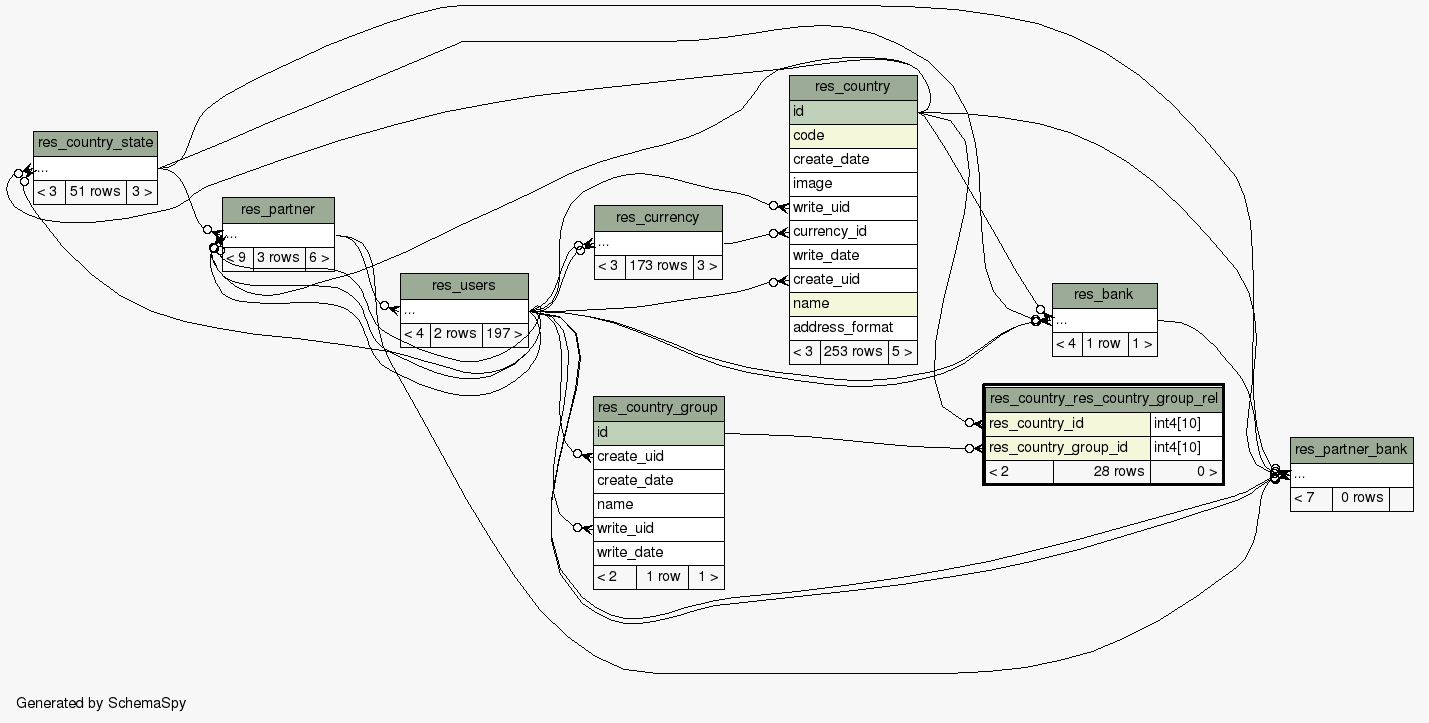 res_country_state
...
< 3 51 rows 3 >
res_partner
...
< 9 3 rows 6 >
res_users
...
< 4 2 rows 197 >
res_currency
...
< 3 173 rows 3 >
res_country
id
code
create_date
image
write_uid
currency_id
write_date
create_uid
name
address_format
< 3 253 rows 5 >
res_country_group
id
create_uid
create_date
name
write_uid
write_date
< 2 1 row 1 >
res_bank
...
< 4 1 row 1 >
res_country_res_country_group_rel
res_country_id int4[10]
res_country_group_id int4[10]
< 2 28 rows 0 >
res_partner_bank
...
< 7 0 rows
Generated by SchemaSpy